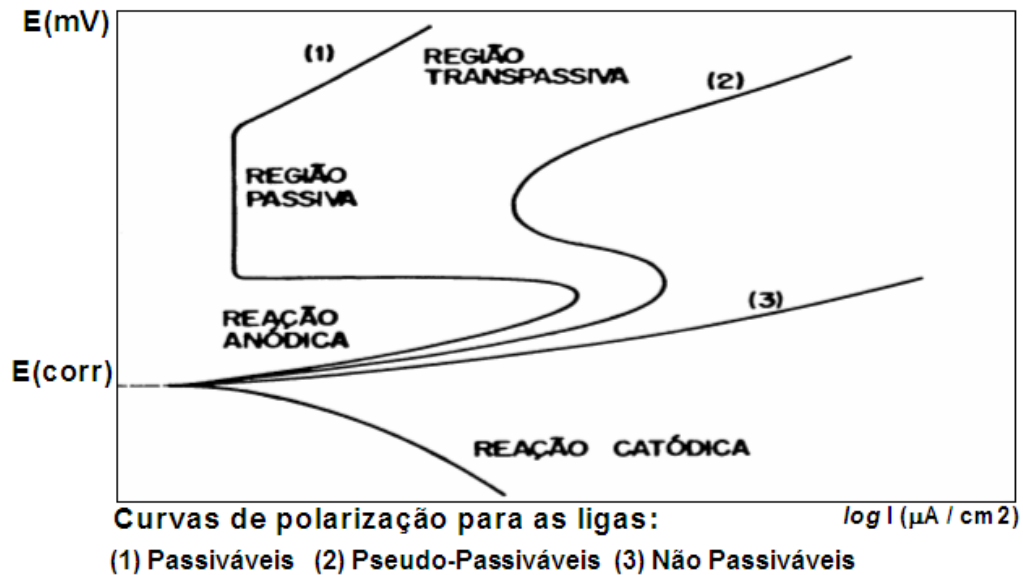 E(mV)
(1)
REGIÃO
TRANSPASSIVA
(2)
REGIÃO
PASSIVA
(3)
REAÇÃO
ANÓDICA
E(corr)
REAÇÃO CATÓDICA
Curvas de polarização para as ligas:
log I (µA / cm2)
(1) Passiváveis (2) Pseudo-Passiváveis (3) Não Passiváveis